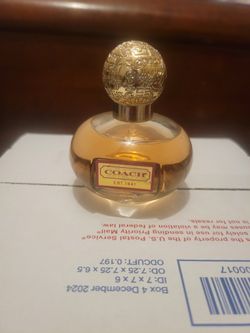 COACH
EST. 1941
s the property of the U.S. Postal Service®
solely for use in sending Priority Mail®
be a violation of federal law.
not for resale.
00017
Box 4 December 2024
ID: 7 x 7 x 6
OD: 7.25 x 7.25 x 6.5
ODCUFT: 0.197